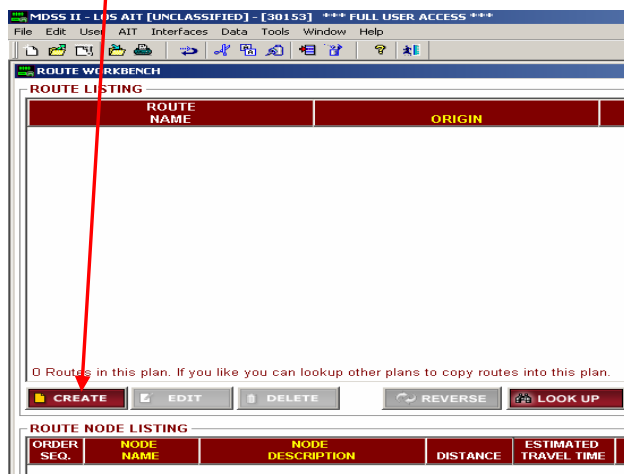 MDSS II - LOS AIT [UNCLASSIFIED] - [30153] *** FULL USER ACCESS ***
File Edit User AIT Interfaces Data Tools Window Help
ROUTE WORKBENCH
ROUTE LISTING
ROUTE NAME ORIGIN
0 Routes in this plan. If you like you can lookup other plans to copy routes into this plan.
CREATE EDIT DELETE REVERSE LOOK UP
ROUTE NODE LISTING
ORDER NODE NODE ESTIMATED
SEQ. NAME DESCRIPTION DISTANCE TRAVEL TIME